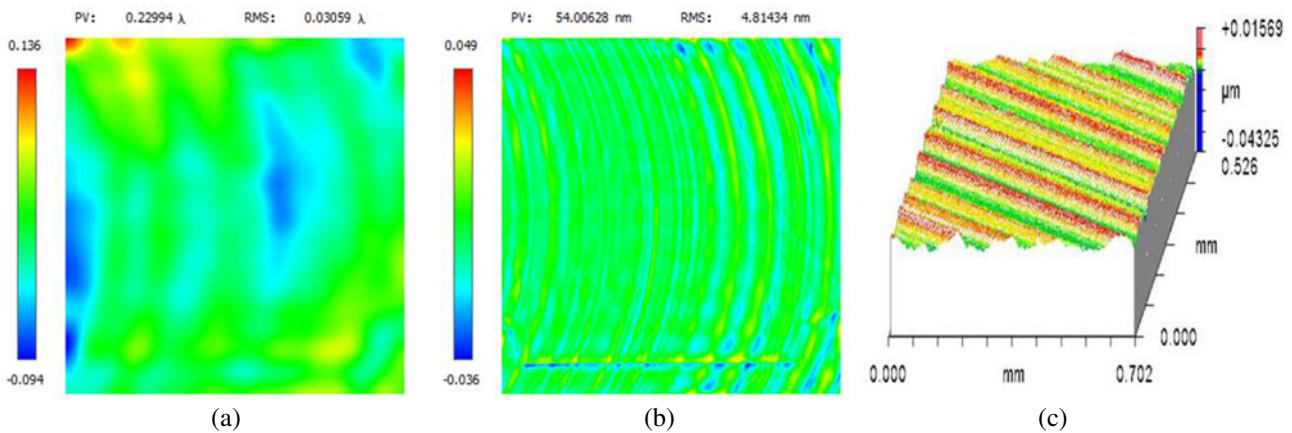 PV: 0.22994 λ RMS: 0.03059 λ
0.136
-0.094
(a)
PV: 54.00628 nm RMS: 4.81434 nm
0.049
-0.036
(b)
+0.01569
µm
-0.04325
0.526
mm
0.000
0.000 mm 0.702
(c)